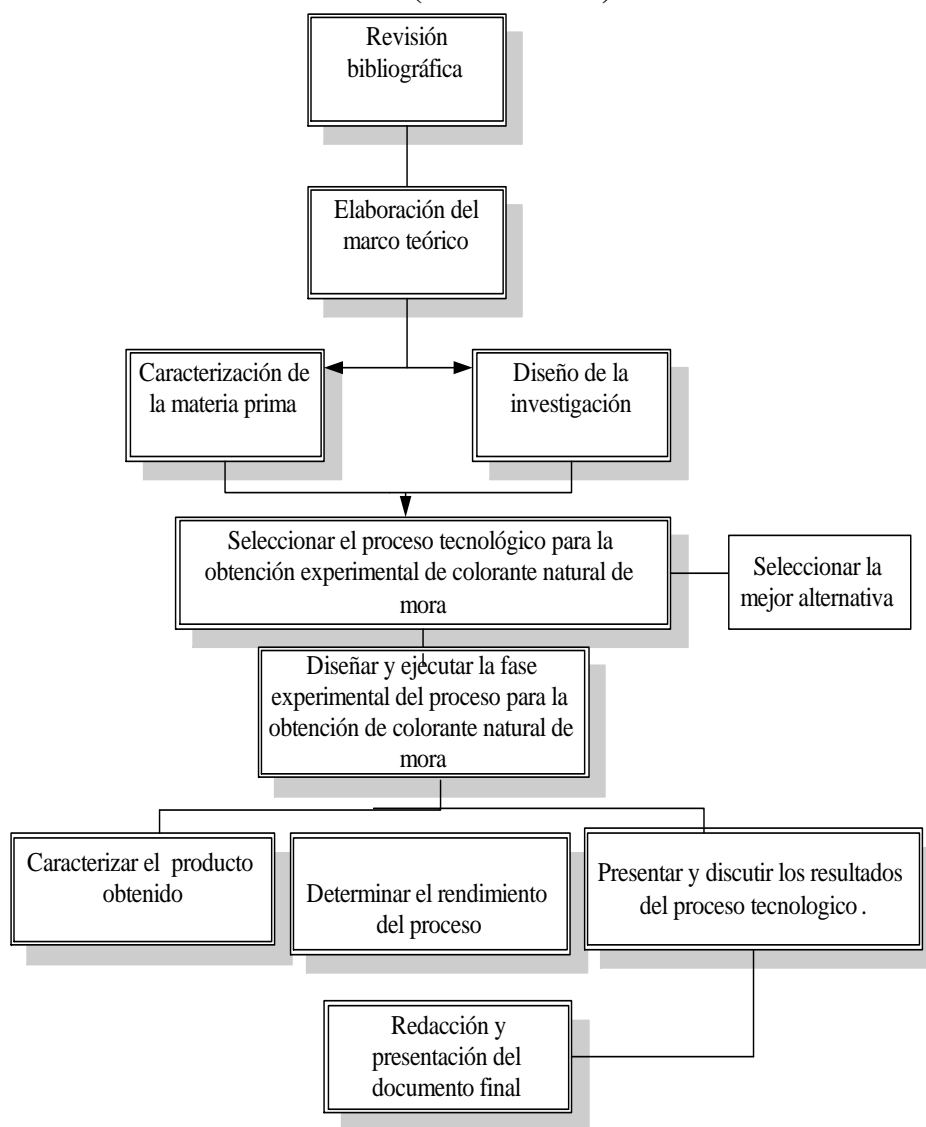 Revisión
bibliográfica
Elaboración del
marco teórico
Caracterización de
la materia prima
Diseño de la
investigación
Seleccionar el proceso tecnológico para la
obtención experimental de colorante natural de
mora
Seleccionar la
mejor alternativa
Diseñar y ejecutar la fase
experimental del proceso para la
obtención de colorante natural de
mora
Caracterizar el producto
obtenido
Determinar el rendimiento
del proceso
Presentar y discutir los resultados
del proceso tecnologico .
Redacción y
presentación del
documento final